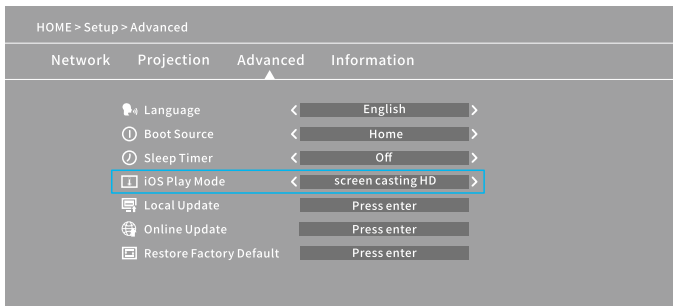 HOME > Setup > Advanced
Network Projection Advanced Information
Language < English >
Boot Source < Home >
Sleep Timer < Off >
iOS Play Mode < screen casting HD >
Local Update Press enter
Online Update Press enter
Restore Factory Default Press enter